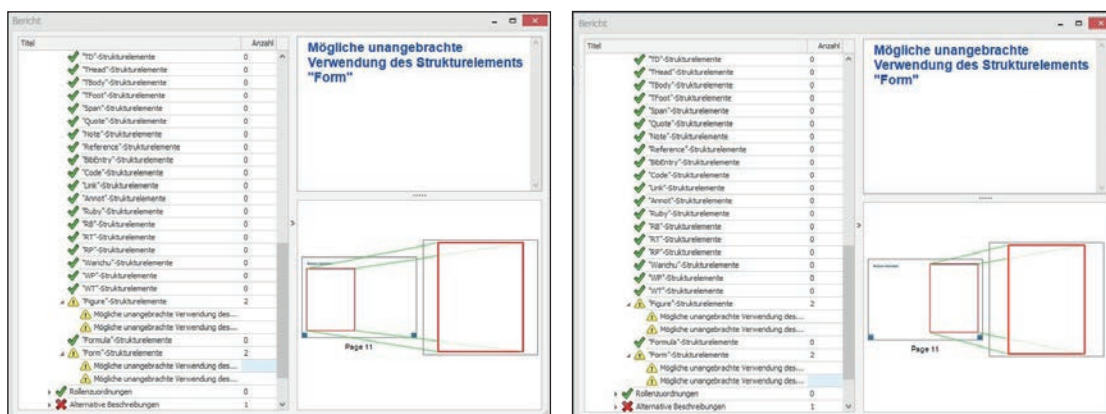 Bericht
Titel Anzahl
"TD"-Strukturelemente 0
"THead"-Strukturelemente 0
"TBody"-Strukturelemente 0
"TFoot"-Strukturelemente 0
"Span"-Strukturelemente 0
"Quote"-Strukturelemente 0
"Note"-Strukturelemente 0
"Reference"-Strukturelemente 0
"BibEntry"-Strukturelemente 0
"Code"-Strukturelemente 0
"Link"-Strukturelemente 0
"Annot"-Strukturelemente 0
"Ruby"-Strukturelemente 0
"RB"-Strukturelemente 0
"RT"-Strukturelemente 0
"RP"-Strukturelemente 0
"Warichu"-Strukturelemente 0
"WP"-Strukturelemente 0
"WT"-Strukturelemente 0
"Figure"-Strukturelemente 2
Mögliche unangebrachte Verwendung des...
Mögliche unangebrachte Verwendung des...
"Formula"-Strukturelemente 0
"Form"-Strukturelemente 2
Mögliche unangebrachte Verwendung des...
Mögliche unangebrachte Verwendung des...
Rollenzuordnungen 0
Alternative Beschreibungen 1
Mögliche unangebrachte
Verwendung des Strukturelements
"Form"
Page 11
Bericht
Titel Anzahl
"TD"-Strukturelemente 0
"THead"-Strukturelemente 0
"TBody"-Strukturelemente 0
"TFoot"-Strukturelemente 0
"Span"-Strukturelemente 0
"Quote"-Strukturelemente 0
"Note"-Strukturelemente 0
"Reference"-Strukturelemente 0
"BibEntry"-Strukturelemente 0
"Code"-Strukturelemente 0
"Link"-Strukturelemente 0
"Annot"-Strukturelemente 0
"Ruby"-Strukturelemente 0
"RB"-Strukturelemente 0
"RT"-Strukturelemente 0
"RP"-Strukturelemente 0
"Warichu"-Strukturelemente 0
"WP"-Strukturelemente 0
"WT"-Strukturelemente 0
"Figure"-Strukturelemente 2
Mögliche unangebrachte Verwendung des...
Mögliche unangebrachte Verwendung des...
"Formula"-Strukturelemente 0
"Form"-Strukturelemente 2
Mögliche unangebrachte Verwendung des...
Mögliche unangebrachte Verwendung des...
Rollenzuordnungen 0
Alternative Beschreibungen 1
Mögliche unangebrachte
Verwendung des Strukturelements
"Form"
Page 11